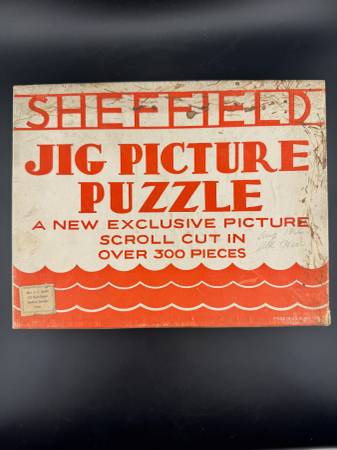 SHEFFIELD
JIG PICTURE
PUZZLE
A NEW EXCLUSIVE PICTURE
SCROLL CUT IN
OVER 300 PIECES